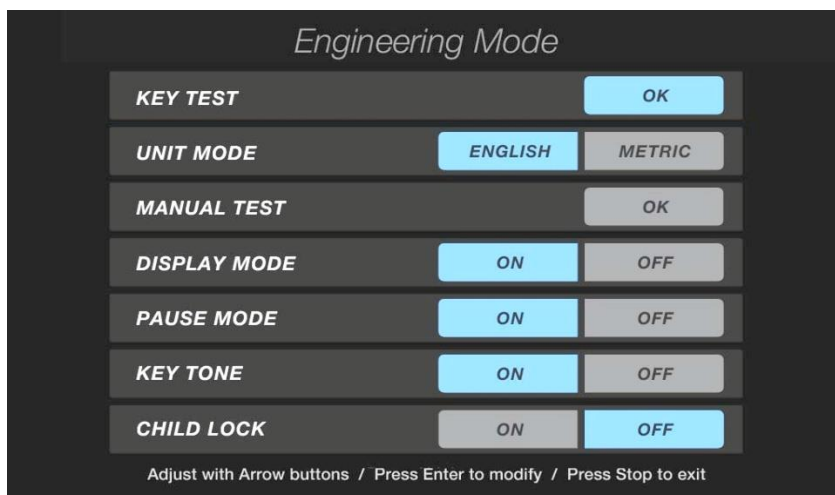 Engineering Mode
KEY TEST OK
UNIT MODE ENGLISH METRIC
MANUAL TEST OK
DISPLAY MODE ON OFF
PAUSE MODE ON OFF
KEY TONE ON OFF
CHILD LOCK ON OFF
Adjust with Arrow buttons / Press Enter to modify / Press Stop to exit